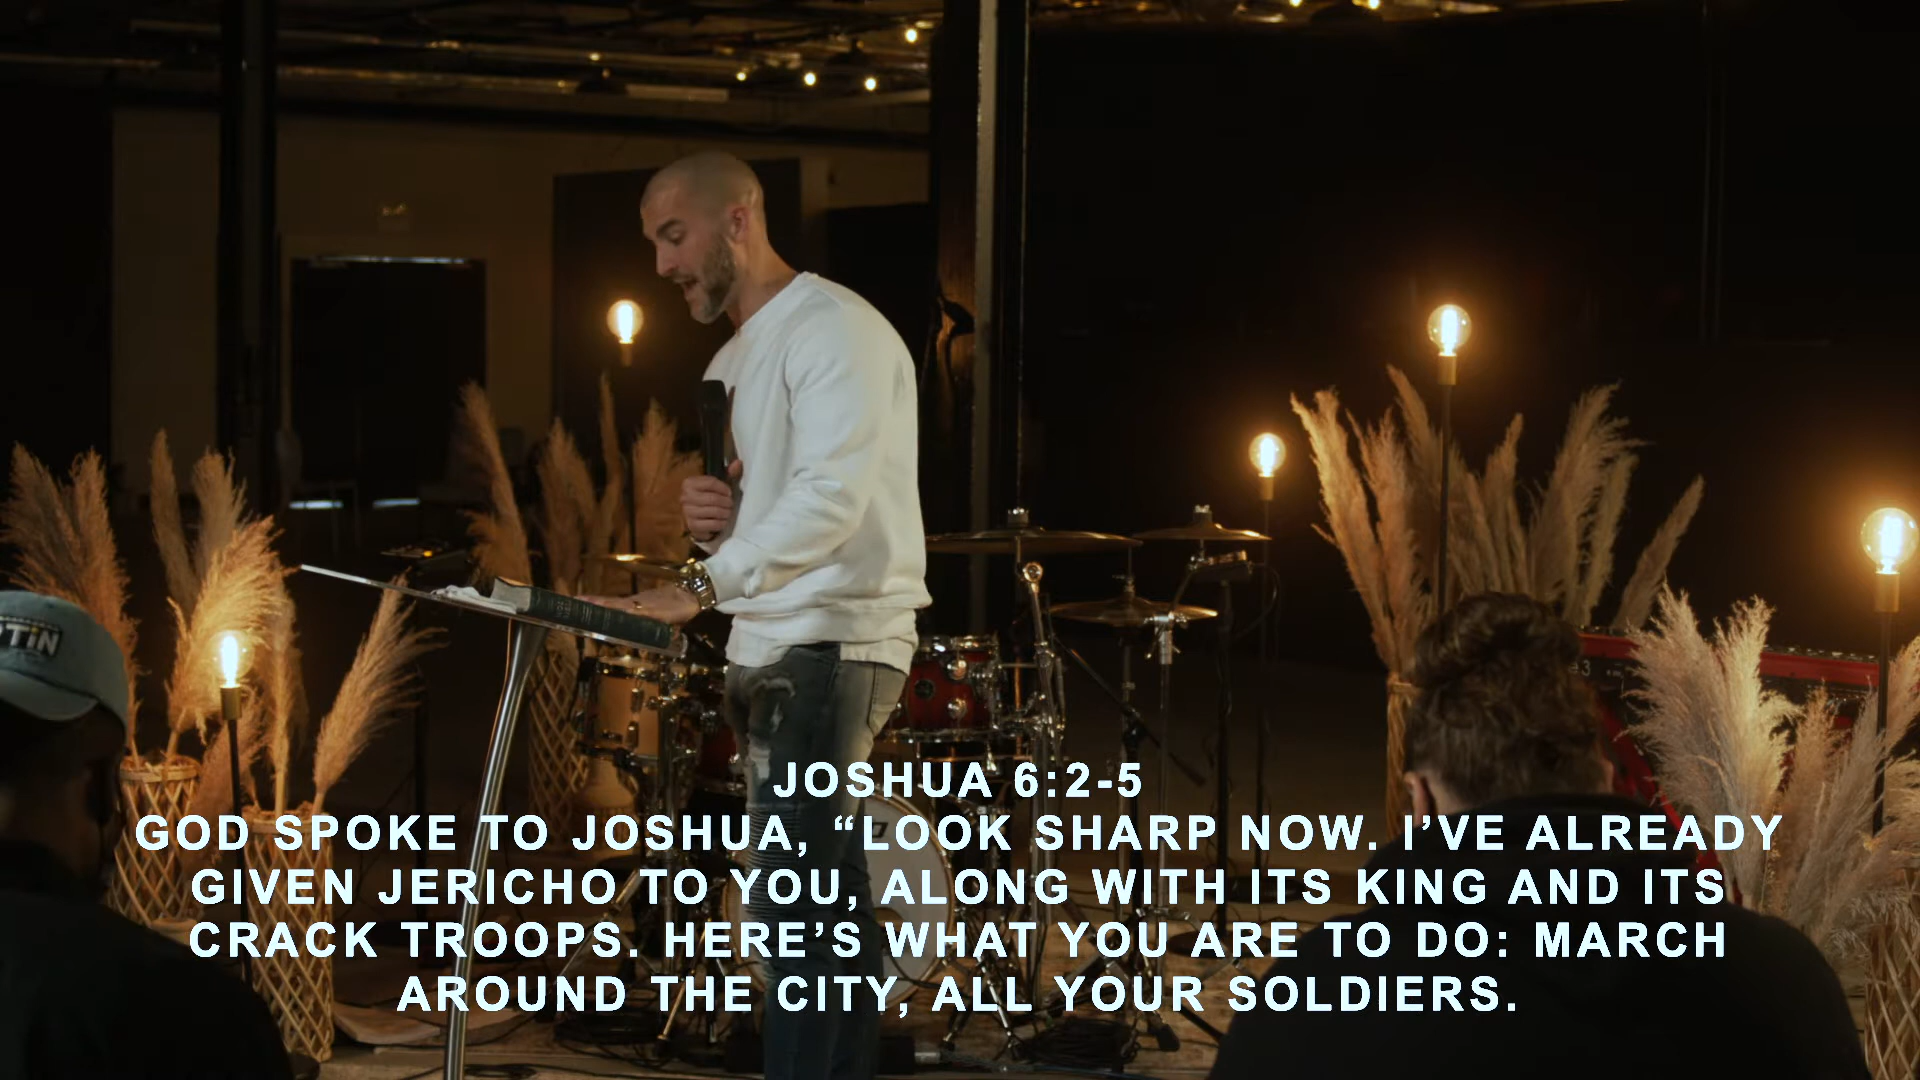 TIN
JOSHUA 6:2-5
GOD SPOKE TO JOSHUA, “LOOK SHARP NOW. I’VE ALREADY
GIVEN JERICHO TO YOU, ALONG WITH ITS KING AND ITS
CRACK TROOPS. HERE’S WHAT YOU ARE TO DO: MARCH
AROUND THE CITY, ALL YOUR SOLDIERS.